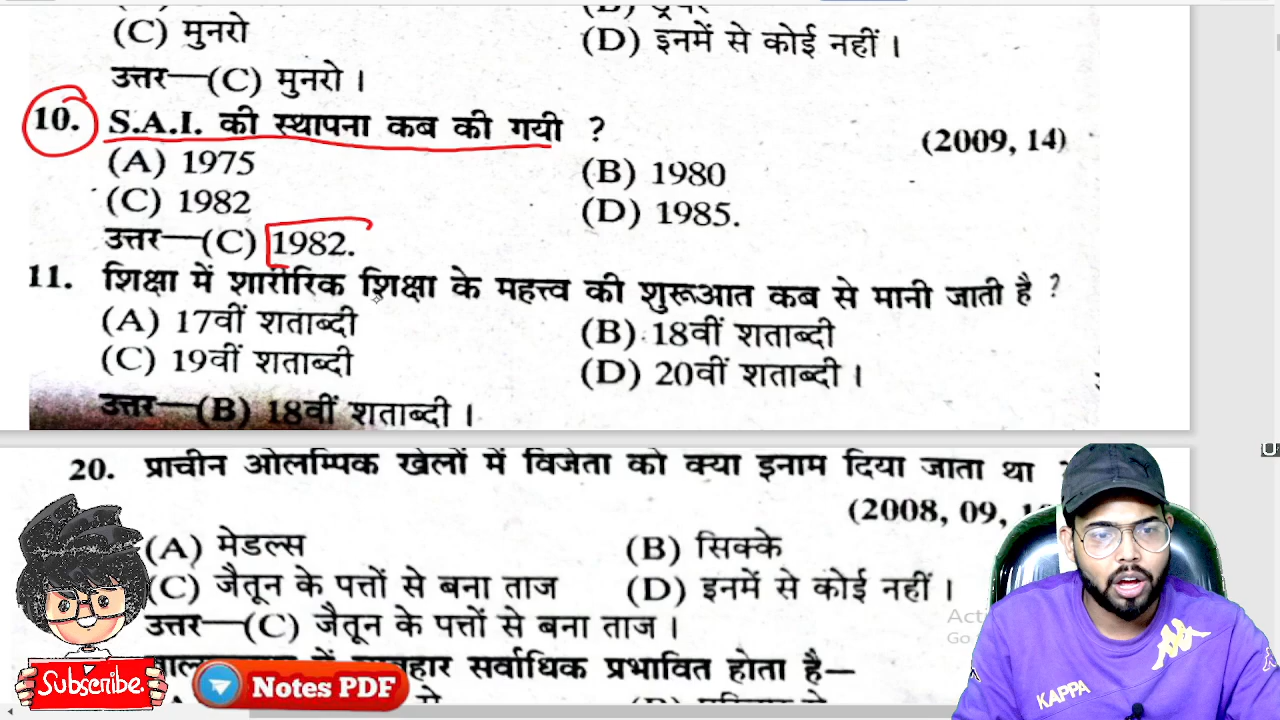 (C) मुनरो
(D) इनमें से कोई नहीं ।
उत्तर—(C) मुनरो ।
10. S.A.I. की स्थापना कब की गयी ? (2009, 14)
(A) 1975 (B) 1980
(C) 1982 (D) 1985.
उत्तर—(C) 1982.
11. शिक्षा में शारीरिक शिक्षा के महत्त्व की शुरूआत कब से मानी जाती है ?
(A) 17वीं शताब्दी (B) 18वीं शताब्दी
(C) 19वीं शताब्दी (D) 20वीं शताब्दी ।
उत्तर—(B) 18वीं शताब्दी ।
20. प्राचीन ओलम्पिक खेलों में विजेता को क्या इनाम दिया जाता था
(2008, 09,
(A) मेडल्स (B) सिक्के
(C) जैतून के पत्तों से बना ताज (D) इनमें से कोई नहीं ।
उत्तर—(C) जैतून के पत्तों से बना ताज ।
सर्वाधिक प्रभावित होता है—
Subscribe.
Notes PDF
KAPPA